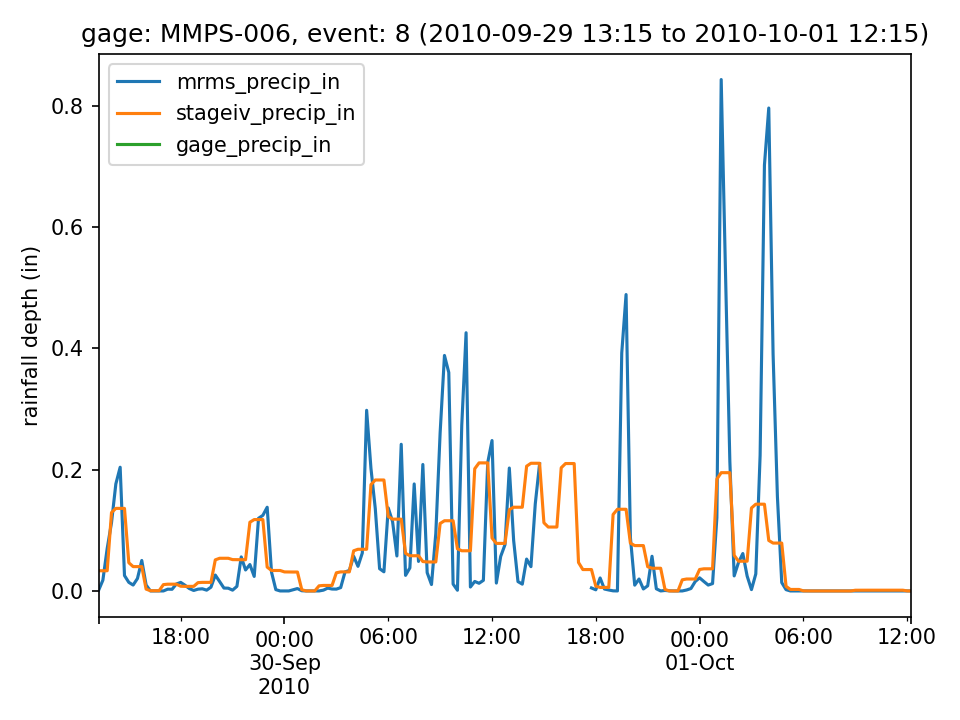 gage: MMPS-006, event: 8 (2010-09-29 13:15 to 2010-10-01 12:15)
mrms_precip_in
stageiv_precip_in
gage_precip_in
rainfall depth (in)
0.8
0.6
0.4
0.2
0.0
18:00 00:00 06:00 12:00 18:00 00:00 06:00 12:00
30-Sep 01-Oct
2010